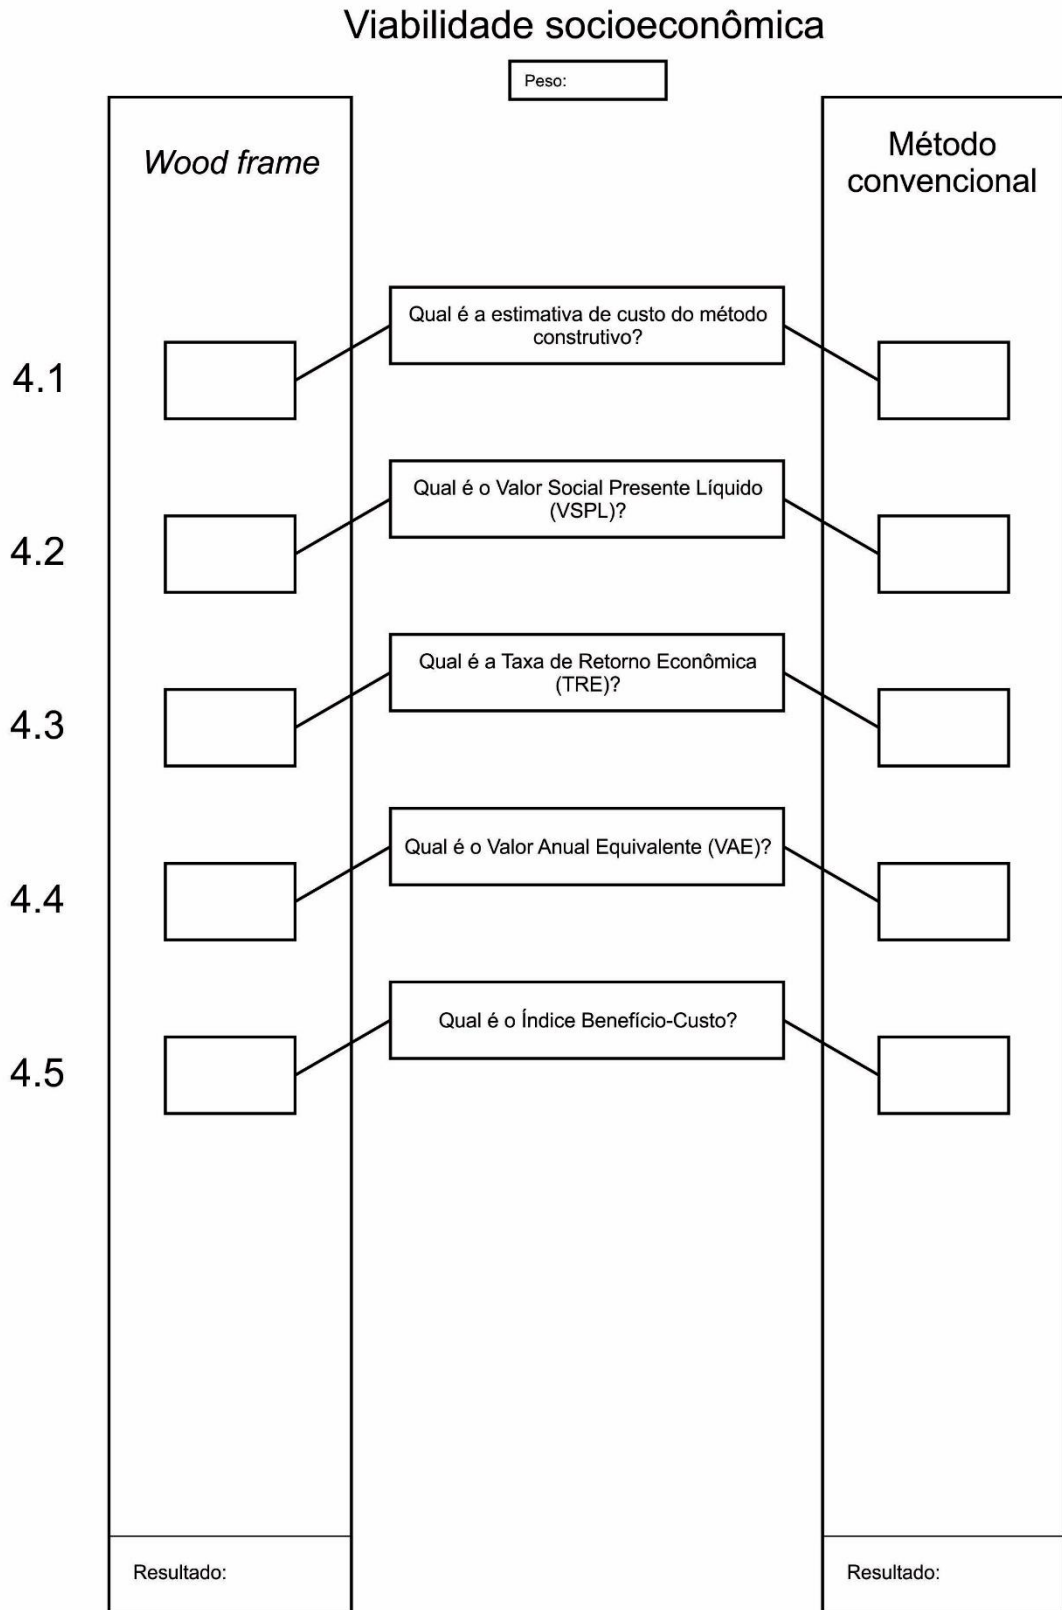 Viabilidade socioeconômica
Peso:
Wood frame
Método
convencional
Qual é a estimativa de custo do método
construtivo?
4.1
Qual é o Valor Social Presente Líquido
(VSPL)?
4.2
Qual é a Taxa de Retorno Econômica
(TRE)?
4.3
Qual é o Valor Anual Equivalente (VAE)?
4.4
Qual é o Índice Benefício-Custo?
4.5
Resultado:
Resultado: